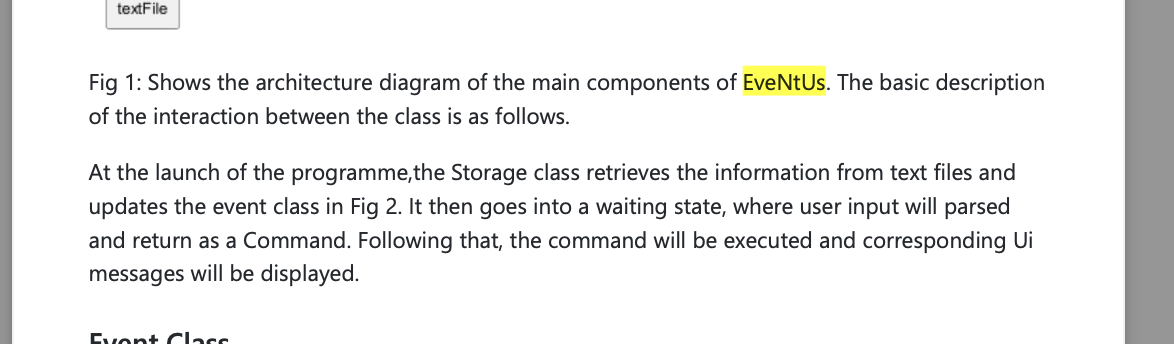 textFile
Fig 1: Shows the architecture diagram of the main components of EveNtUs. The basic description
of the interaction between the class is as follows.
At the launch of the programme,the Storage class retrieves the information from text files and
updates the event class in Fig 2. It then goes into a waiting state, where user input will parsed
and return as a Command. Following that, the command will be executed and corresponding Ui
messages will be displayed.
Event Class